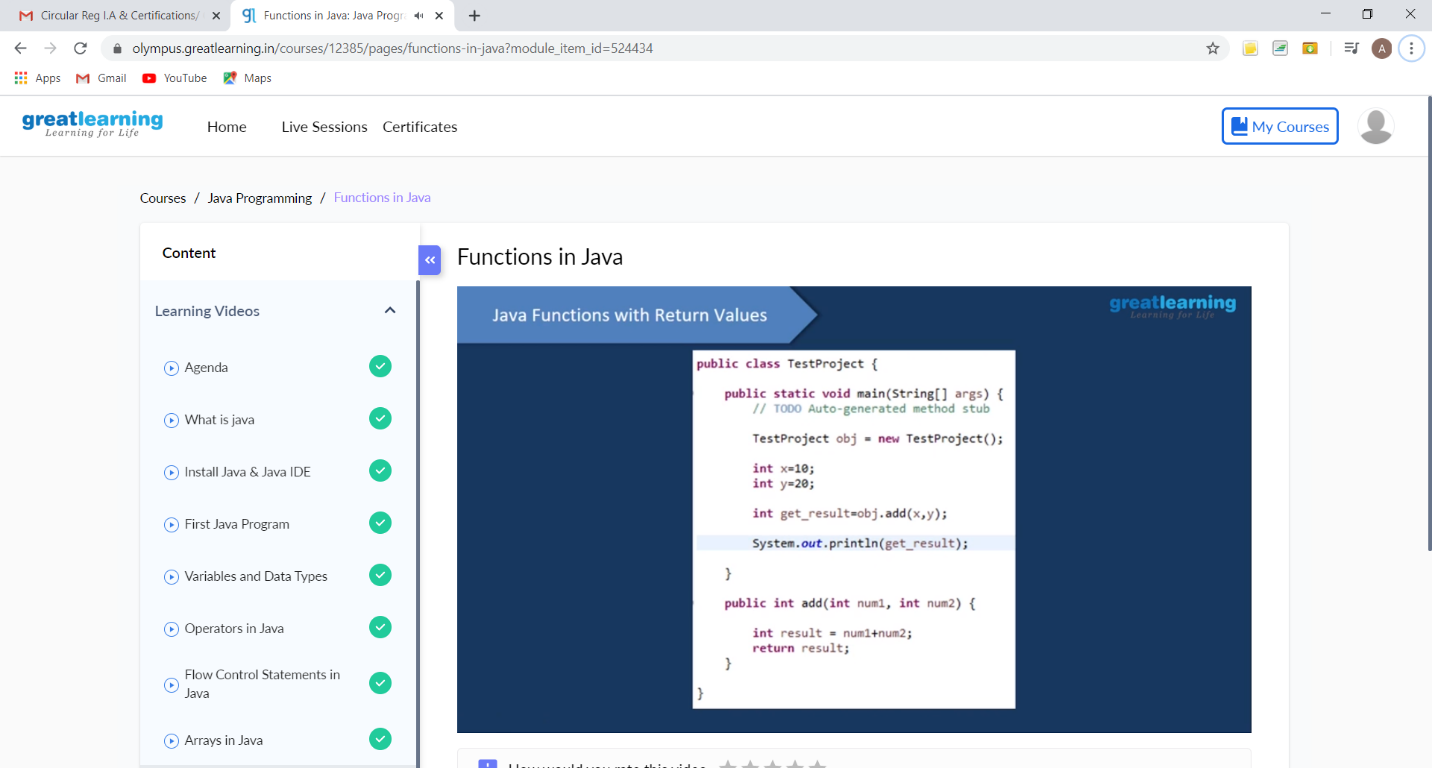 Circular Reg I.A & Certifications/
Functions in Java: Java Progr
olympus.greatlearning.in/courses/12385/pages/functions-in-java?module_item_id=524434
A
Apps Gmail YouTube Maps
greatlearning
Learning for Life
Home Live Sessions Certificates
My Courses
Courses / Java Programming / Functions in Java
Content
Learning Videos
Agenda
What is java
Install Java & Java IDE
First Java Program
Variables and Data Types
Operators in Java
Flow Control Statements in
Java
Arrays in Java
Functions in Java
Java Functions with Return Values
greatlearning
Learning for Life
public class TestProject {
public static void main(String[] args) {
// TODO Auto-generated method stub
TestProject obj = new TestProject();
int x=10;
int y=20;
int get_result=obj.add(x,y);
System.out.println(get_result);
}
public int add(int num1, int num2) {
int result = num1+num2;
return result;
}
}
How would you rate this video